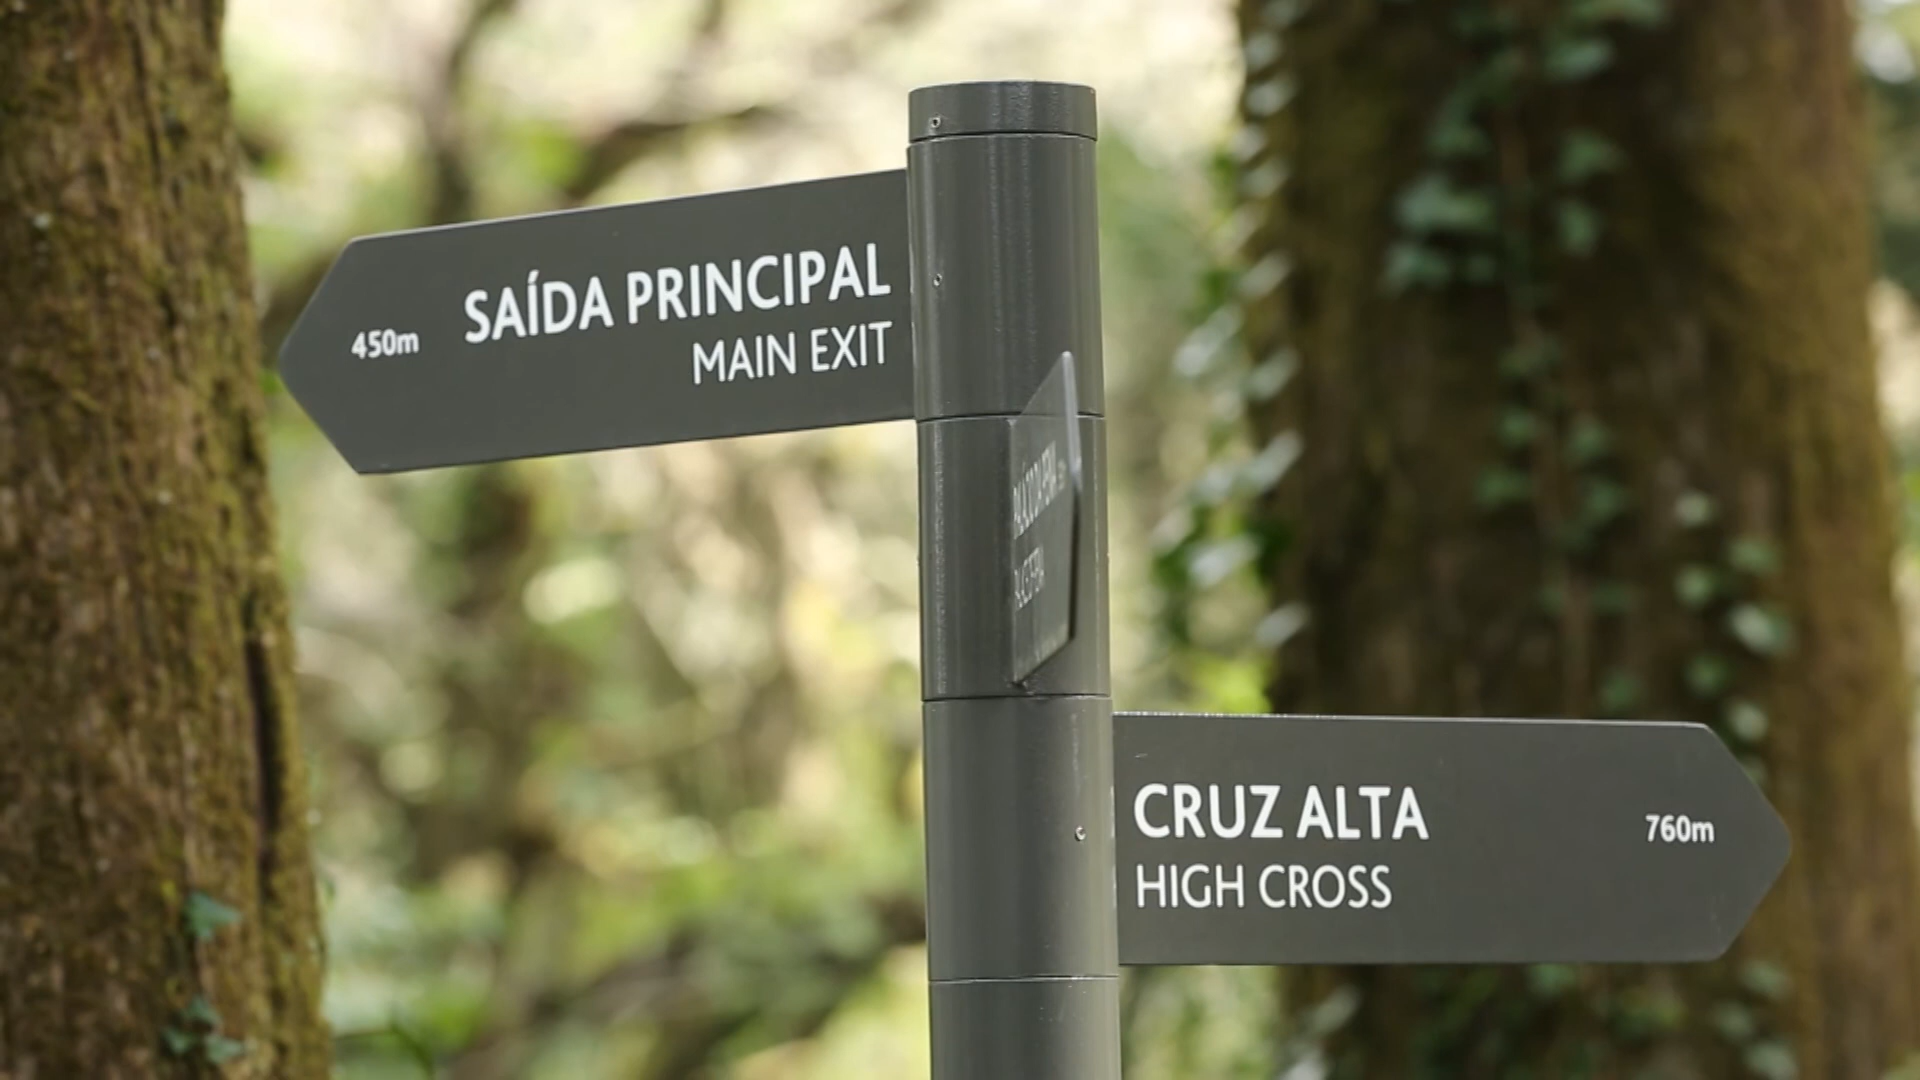 SAÍDA PRINCIPAL
450m
MAIN EXIT
CRUZ ALTA
760m
HIGH CROSS